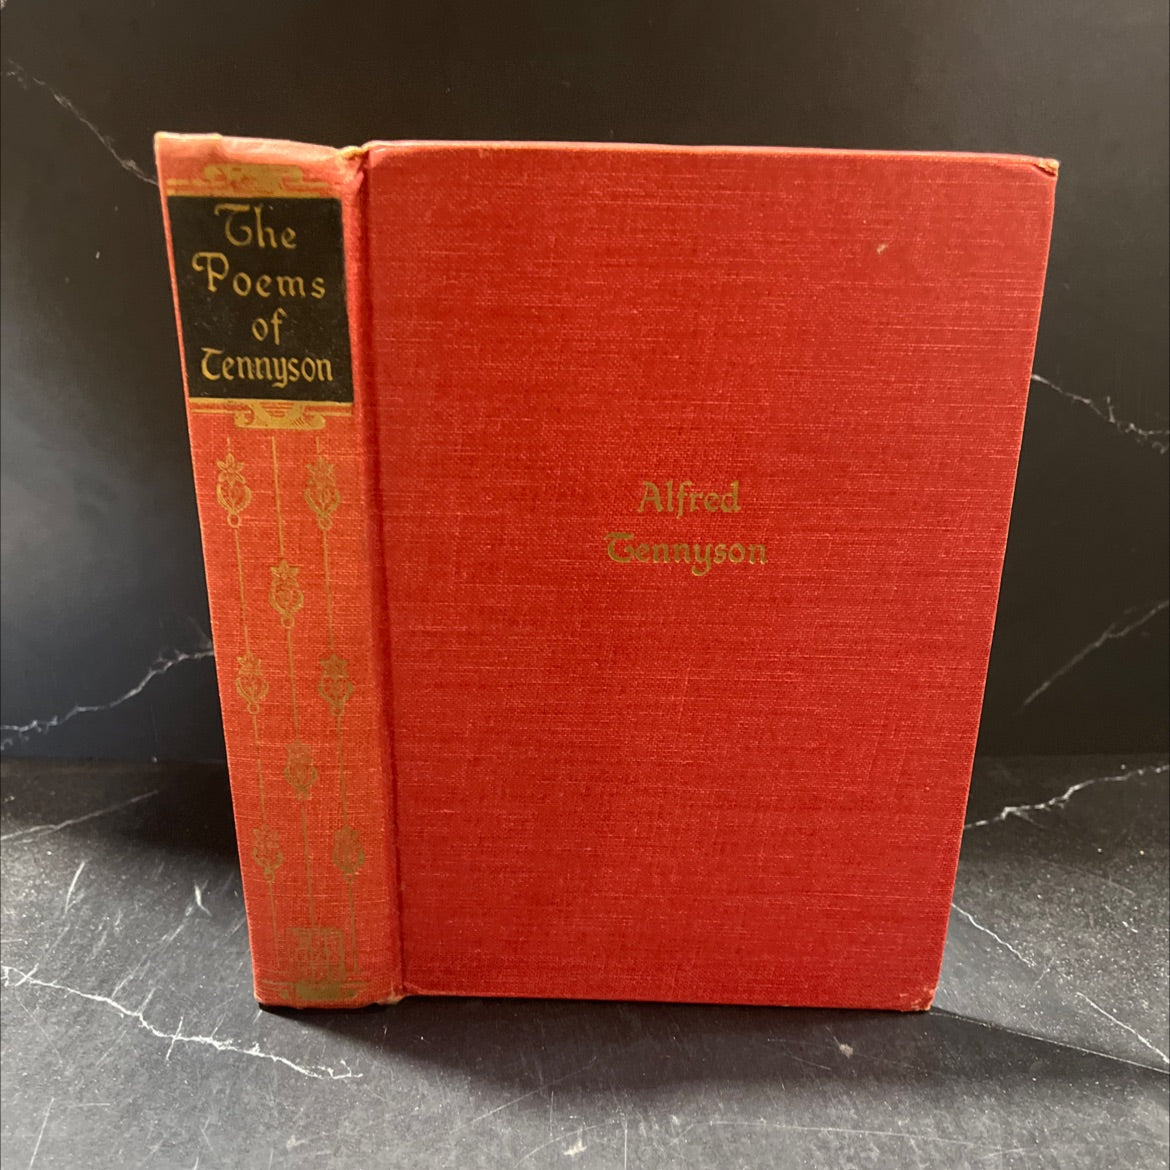 The
Poems
of
Tennyson
Alfred
Tennyson